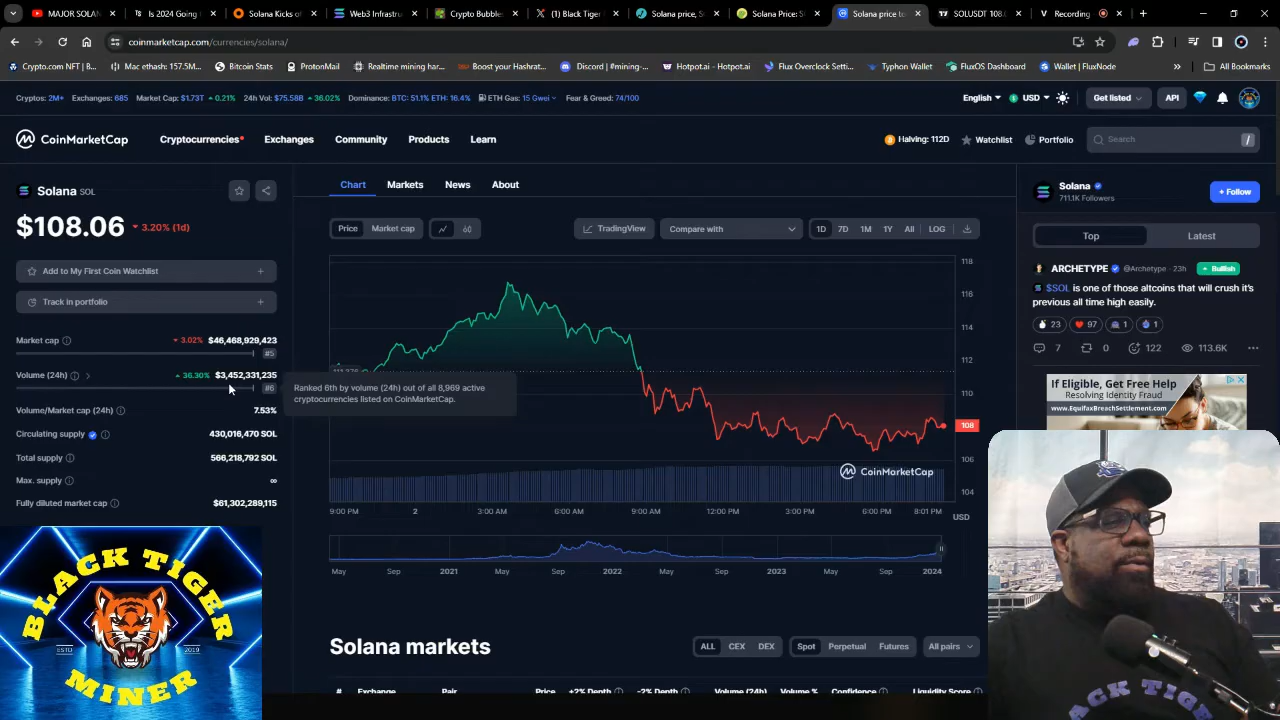 MAJOR SOLAN
Is 2024 Going
Solana Kicks of
Web3 Infrastru
Crypto Bubble
(1) Black Tiger
Solana price, S
Solana Price: S
Solana price to
SOLUSDT 108.0
Recording
coinmarketcap.com/currencies/solana/
Crypto.com NFT | B...
Mac ethash: 157.5M...
Bitcoin Stats
ProtonMail
Realtime mining har...
Boost your Hashrat...
Discord | #mining-...
Hotpot.ai - Hotpot.ai
Flux Overclock Setti...
Typhon Wallet
FluxOS Dashboard
Wallet | FluxNode
»
All Bookmarks
Cryptos: 2M+ Exchanges: 685 Market Cap: $1.73T 0.21% 24h Vol: $75.58B 36.02% Dominance: BTC: 51.1% ETH: 16.4% ETH Gas: 15 Gwei Fear & Greed: 74/100
English USD Get listed API
CoinMarketCap
Cryptocurrencies Exchanges Community Products Learn
Halving: 112D Watchlist Portfolio Search /
Solana SOL
$108.06 3.20% (1d)
Add to My First Coin Watchlist +
Track in portfolio +
Market cap 3.02% $46,468,929,423
#5
Volume (24h) 36.30% $3,452,331,235
#6
Ranked 6th by volume (24h) out of all 8,969 active
cryptocurrencies listed on CoinMarketCap.
Volume/Market cap (24h) 7.53%
Circulating supply 430,016,470 SOL
Total supply 566,218,792 SOL
Max. supply ∞
Fully diluted market cap $61,302,289,115
Chart Markets News About
Price Market cap
TradingView Compare with 1D 7D 1M 1Y All LOG
118
116
114
112
110
108
106
104
USD
CoinMarketCap
9:00 PM 2 3:00 AM 6:00 AM 9:00 AM 12:00 PM 3:00 PM 6:00 PM 8:01 PM
May Sep 2021 May Sep 2022 May Sep 2023 May Sep 2024
Solana markets
ALL CEX DEX Spot Perpetual Futures All pairs
# Exchange Pair Price +2% Depth -2% Depth Volume (24h) Volume % Confidence Liquidity Score
Solana
711.1K Followers
+ Follow
Top Latest
ARCHETYPE @Archetype · 23h Bullish
$SOL is one of those altcoins that will crush it's
previous all time high easily.
23 97 1 1
7 0 122 113.6K
If Eligible, Get Free Help
Resolving Identity Fraud
www.EquifaxBreachSettlement.com
BLACK TIGER
ESTD 2019
MINER
ACK TIG